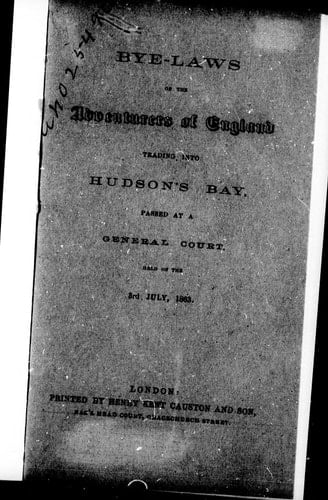 BYE-LAWS
OF THE
Adventurers of England
TRADING INTO
HUDSON'S BAY,
PASSED AT A
GENERAL COURT,
HELD ON THE
3rd JULY, 1863.
LONDON:
PRINTED BY HENRY KENT CAUSTON AND SON,
NAG'S HEAD COURT, GRACECHURCH STREET.